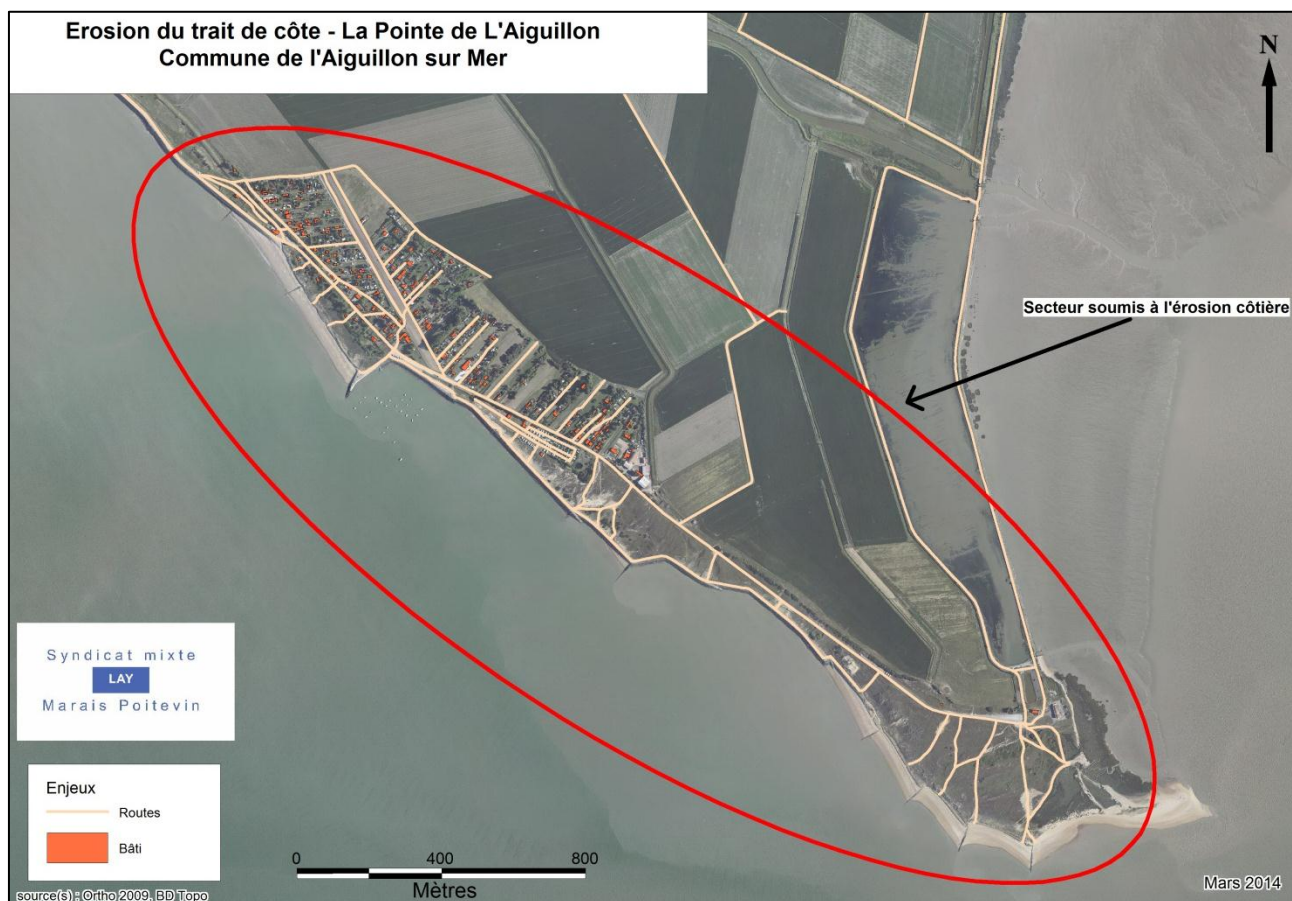 Erosion du trait de côte - La Pointe de L'Aiguillon
Commune de l'Aiguillon sur Mer
N
Secteur soumis à l'érosion côtière
Syndicat mixte
LAY
Marais Poitevin
Enjeux
Routes
Bâti
0 400 800
Mètres
source(s) : Ortho 2009, BD Topo
Mars 2014